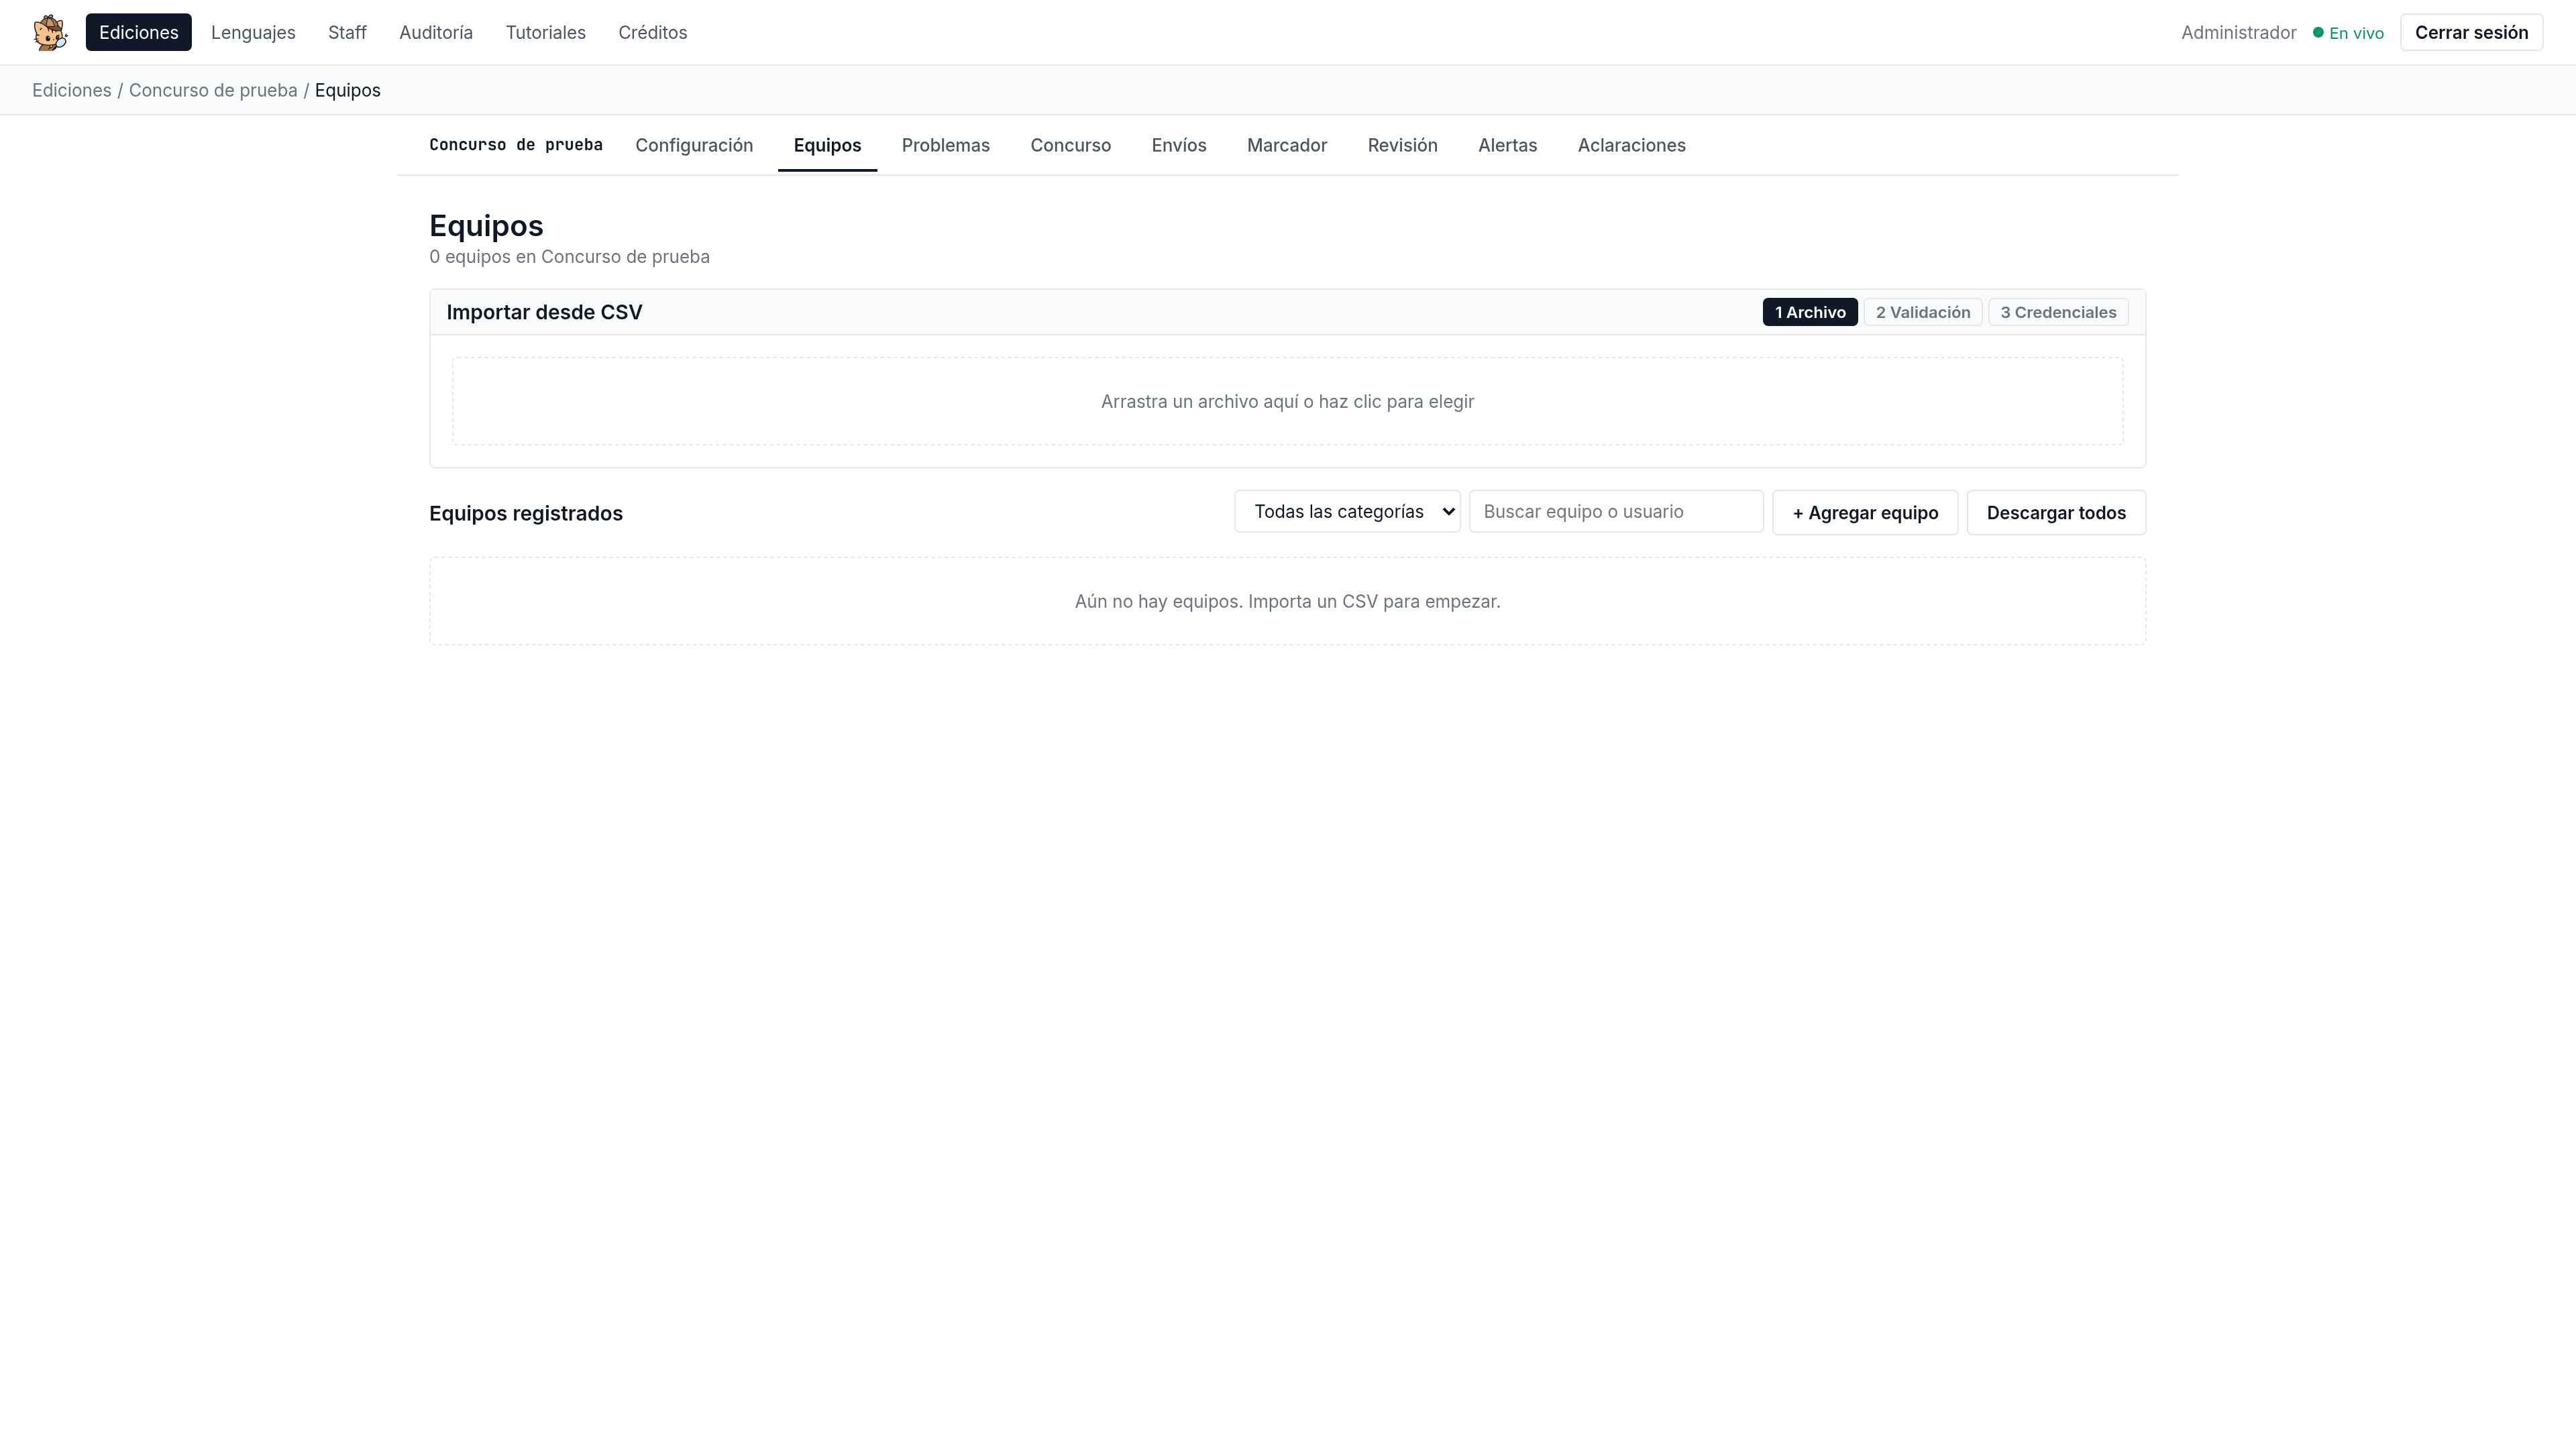 Ediciones Lenguajes Staff Auditoría Tutoriales Créditos Administrador En vivo Cerrar sesión
Ediciones / Concurso de prueba / Equipos
Concurso de prueba Configuración Equipos Problemas Concurso Envíos Marcador Revisión Alertas Aclaraciones
Equipos
0 equipos en Concurso de prueba
Importar desde CSV 1 Archivo 2 Validación 3 Credenciales
Arrastra un archivo aquí o haz clic para elegir
Equipos registrados Todas las categorías Buscar equipo o usuario + Agregar equipo Descargar todos
Aún no hay equipos. Importa un CSV para empezar.